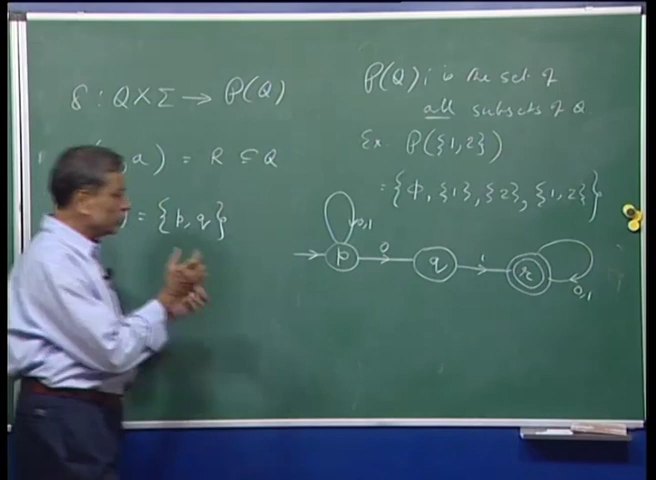 δ : Q X Σ → P(Q)
, a) = R ⊆ Q
) = {p, q}
P(Q) : is the set of
all subsets of Q
Ex. P({1,2})
= {Φ, {1}, {2}, {1,2}}
0,1
p
0
q
1
r
0,1